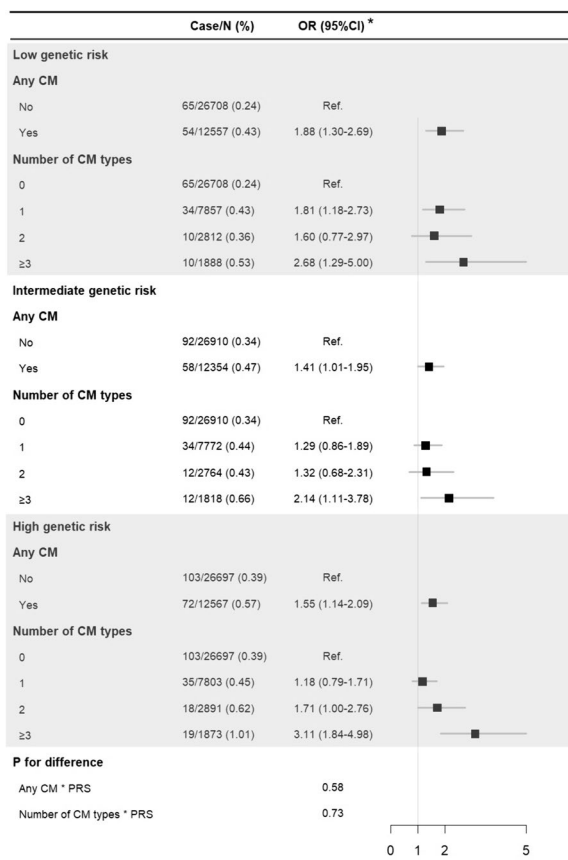 Case/N (%) OR (95%CI) *
Low genetic risk
Any CM
No 65/26708 (0.24) Ref.
Yes 54/12557 (0.43) 1.88 (1.30-2.69)
Number of CM types
0 65/26708 (0.24) Ref.
1 34/7857 (0.43) 1.81 (1.18-2.73)
2 10/2812 (0.36) 1.60 (0.77-2.97)
≥3 10/1888 (0.53) 2.68 (1.29-5.00)
Intermediate genetic risk
Any CM
No 92/26910 (0.34) Ref.
Yes 58/12354 (0.47) 1.41 (1.01-1.95)
Number of CM types
0 92/26910 (0.34) Ref.
1 34/7772 (0.44) 1.29 (0.86-1.89)
2 12/2764 (0.43) 1.32 (0.68-2.31)
≥3 12/1818 (0.66) 2.14 (1.11-3.78)
High genetic risk
Any CM
No 103/26697 (0.39) Ref.
Yes 72/12567 (0.57) 1.55 (1.14-2.09)
Number of CM types
0 103/26697 (0.39) Ref.
1 35/7803 (0.45) 1.18 (0.79-1.71)
2 18/2891 (0.62) 1.71 (1.00-2.76)
≥3 19/1873 (1.01) 3.11 (1.84-4.98)
P for difference
Any CM * PRS 0.58
Number of CM types * PRS 0.73
0 1 2 5